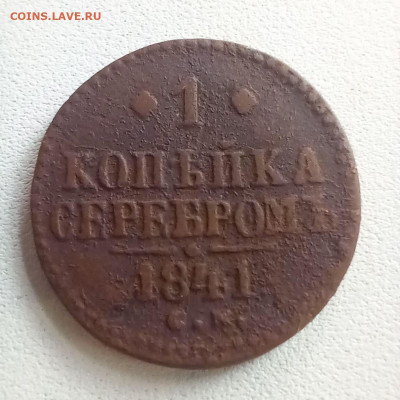 COINS.LAVE.RU
1
КОПѢЙКА
СЕРЕБРОМЪ
1841
С.М.